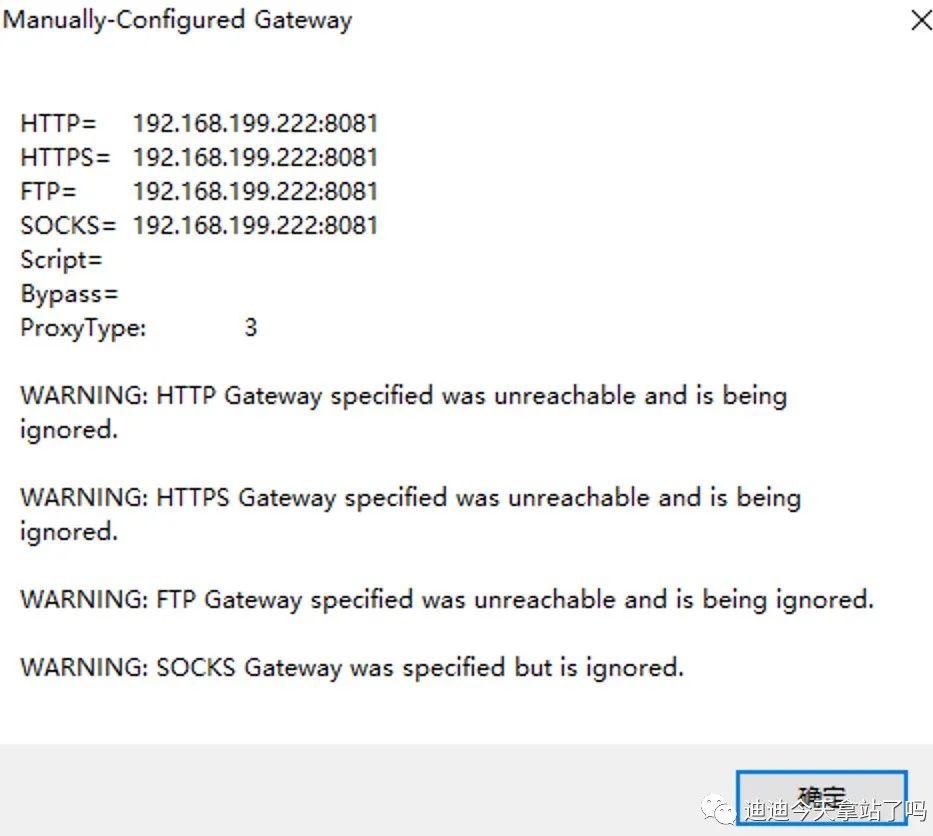 Manually-Configured Gateway
HTTP= 192.168.199.222:8081
HTTPS= 192.168.199.222:8081
FTP= 192.168.199.222:8081
SOCKS= 192.168.199.222:8081
Script=
Bypass=
ProxyType: 3
WARNING: HTTP Gateway specified was unreachable and is being
ignored.
WARNING: HTTPS Gateway specified was unreachable and is being
ignored.
WARNING: FTP Gateway specified was unreachable and is being ignored.
WARNING: SOCKS Gateway was specified but is ignored.
确定
迪迪今天拿站了吗